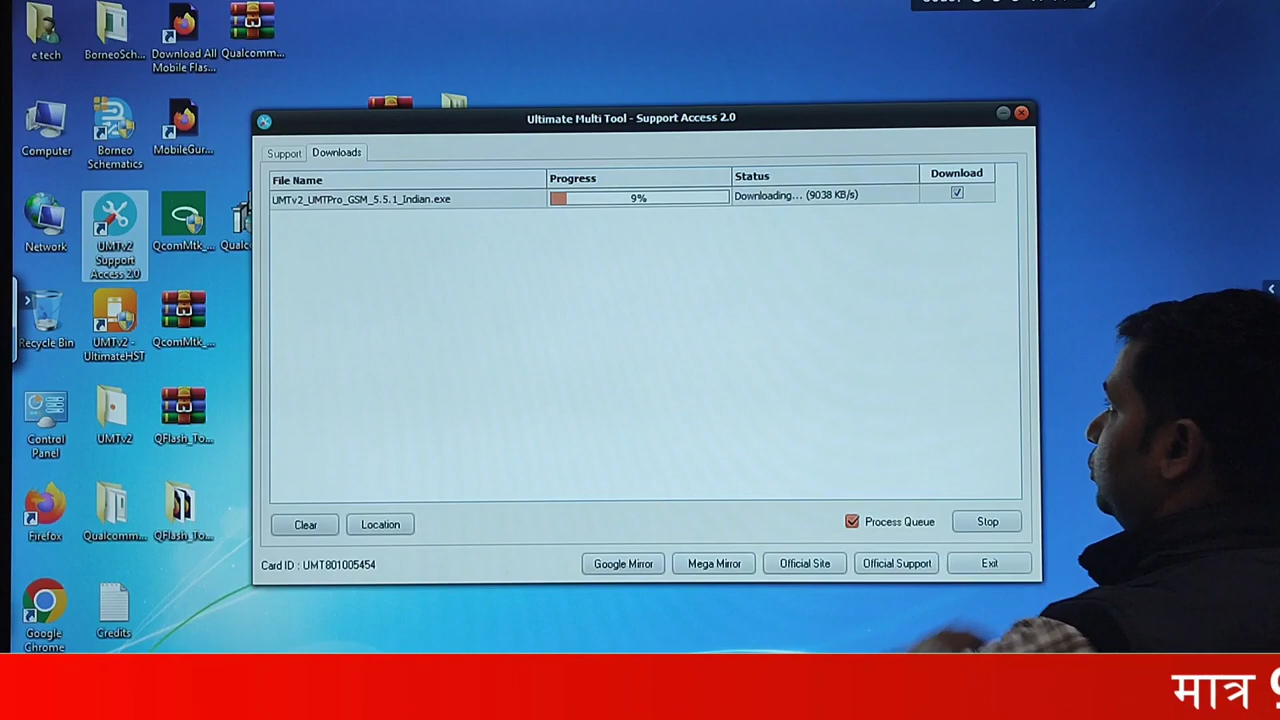 e.tech
BorneoSch...
Download All
Mobile Flas...
Qualcomm...
Computer
Borneo
Schematics
MobileGur...
Network
UMTv2
Support
Access 2.0
QcomMtk_...
Qualc
Recycle Bin
UMTv2 -
UltimateHST
QcomMtk_...
Control
Panel
UMTv2
QFlash_To...
Firefox
Qualcomm...
QFlash_To...
Google
Chrome
Credits
Ultimate Multi Tool - Support Access 2.0
Support
Downloads
File Name
Progress
Status
Download
UMTv2_UMTPro_GSM_5.5.1_Indian.exe
9%
Downloading... (9038 KB/s)
Clear
Location
Process Queue
Stop
Card ID : UMT801005454
Google Mirror
Mega Mirror
Official Site
Official Support
Exit
मात्र